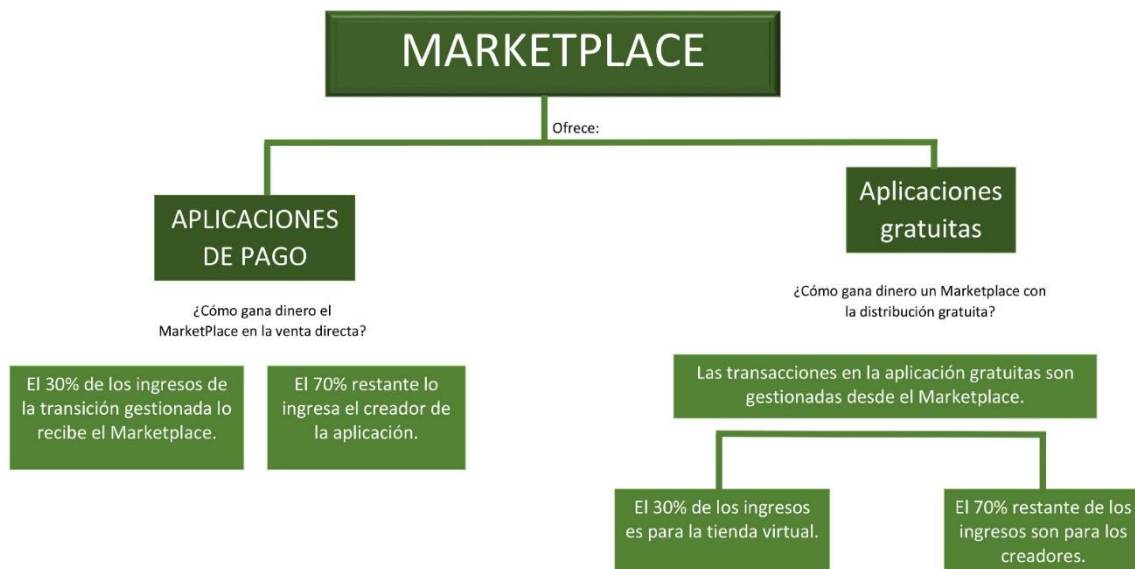 MARKETPLACE
Ofrece:
APLICACIONES
DE PAGO
¿Cómo gana dinero el
MarketPlace en la venta directa?
El 30% de los ingresos de
la transición gestionada lo
recibe el Marketplace.
El 70% restante lo
ingresa el creador de
la aplicación.
Aplicaciones
gratuitas
¿Cómo gana dinero un Marketplace con
la distribución gratuita?
Las transacciones en la aplicación gratuitas son
gestionadas desde el Marketplace.
El 30% de los ingresos
es para la tienda virtual.
El 70% restante de los
ingresos son para los
creadores.